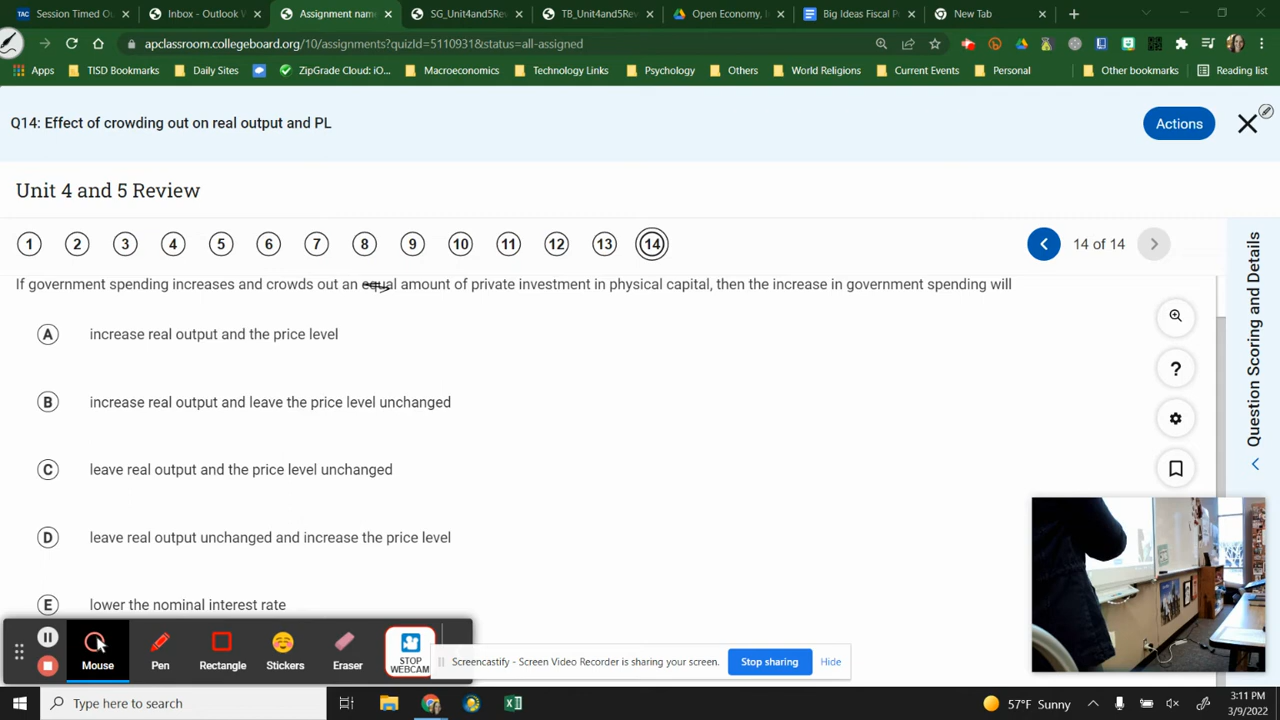 Session Timed Ou
Inbox - Outlook W
Assignment name
SG_Unit4and5Rev
TB_Unit4and5Rev
Open Economy, I
Big Ideas Fiscal P
New Tab
apclassroom.collegeboard.org/10/assignments?quizId=5110931&status=all-assigned
Apps
TISD Bookmarks
Daily Sites
ZipGrade Cloud: iO...
Macroeconomics
Technology Links
Psychology
Others
World Religions
Current Events
Personal
Other bookmarks
Reading list
Q14: Effect of crowding out on real output and PL
Actions
Unit 4 and 5 Review
1 2 3 4 5 6 7 8 9 10 11 12 13 14
14 of 14
Question Scoring and Details
If government spending increases and crowds out an equal amount of private investment in physical capital, then the increase in government spending will
A increase real output and the price level
B increase real output and leave the price level unchanged
C leave real output and the price level unchanged
D leave real output unchanged and increase the price level
E lower the nominal interest rate
Mouse
Pen
Rectangle
Stickers
Eraser
STOP
WEBCAM
Screencastify - Screen Video Recorder is sharing your screen.
Stop sharing
Hide
Type here to search
57°F Sunny
3:11 PM
3/9/2022